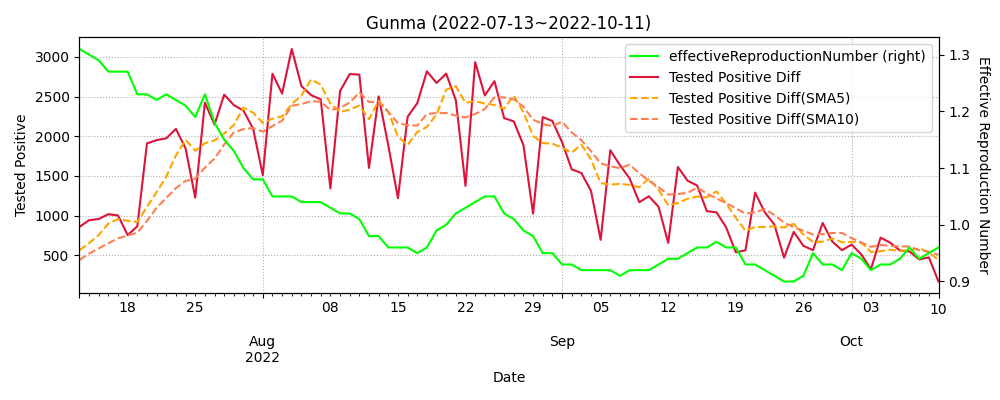 Gunma (2022-07-13~2022-10-11)
effectiveReproductionNumber (right)
Tested Positive Diff
Tested Positive Diff(SMA5)
Tested Positive Diff(SMA10)
Tested Positive
3000
2500
2000
1500
1000
500
Effective Reproduction Number
1.3
1.2
1.1
1.0
0.9
18 25 08 15 22 29 05 12 19 26 03 10
Aug Sep Oct
2022
Date